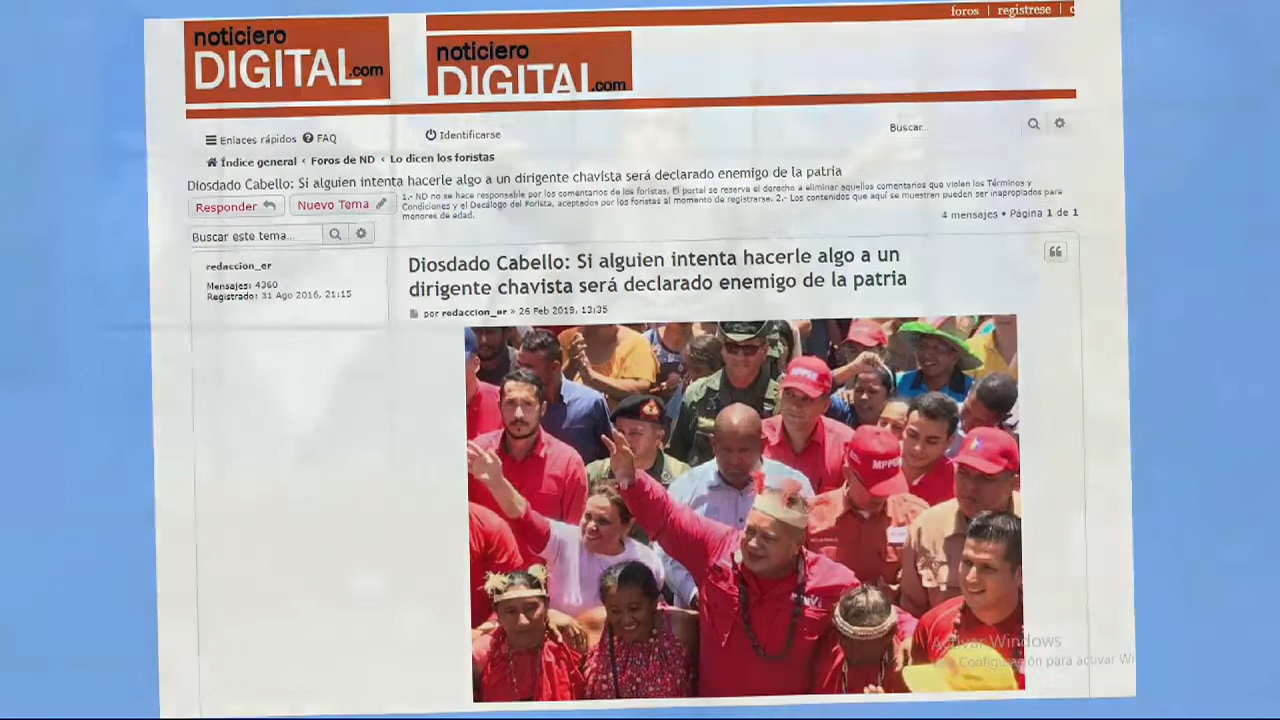 noticiero
DIGITAL.com
noticiero
DIGITAL.com
foros | registrese |
Enlaces rápidos FAQ
Identificarse
Buscar...
Índice general ‹ Foros de ND ‹ Lo dicen los foristas
Diosdado Cabello: Si alguien intenta hacerle algo a un dirigente chavista será declarado enemigo de la patria
Responder
Nuevo Tema
1.- ND no se hace responsable por los comentarios de los foristas. El portal se reserva el derecho a eliminar aquellos comentarios que violen los Términos y
Condiciones y el Decálogo del Forista, aceptados por los foristas al momento de registrarse. 2.- Los contenidos que aquí se muestran pueden ser inapropiados para
menores de edad.
4 mensajes • Página 1 de 1
Buscar este tema...
redaccion_er
Mensajes: 4360
Registrado: 31 Ago 2016, 21:15
Diosdado Cabello: Si alguien intenta hacerle algo a un
dirigente chavista será declarado enemigo de la patria
por redaccion_er » 26 Feb 2019, 13:35
MPPE
MPPE
Activar Windows
Configuración para activar Wi